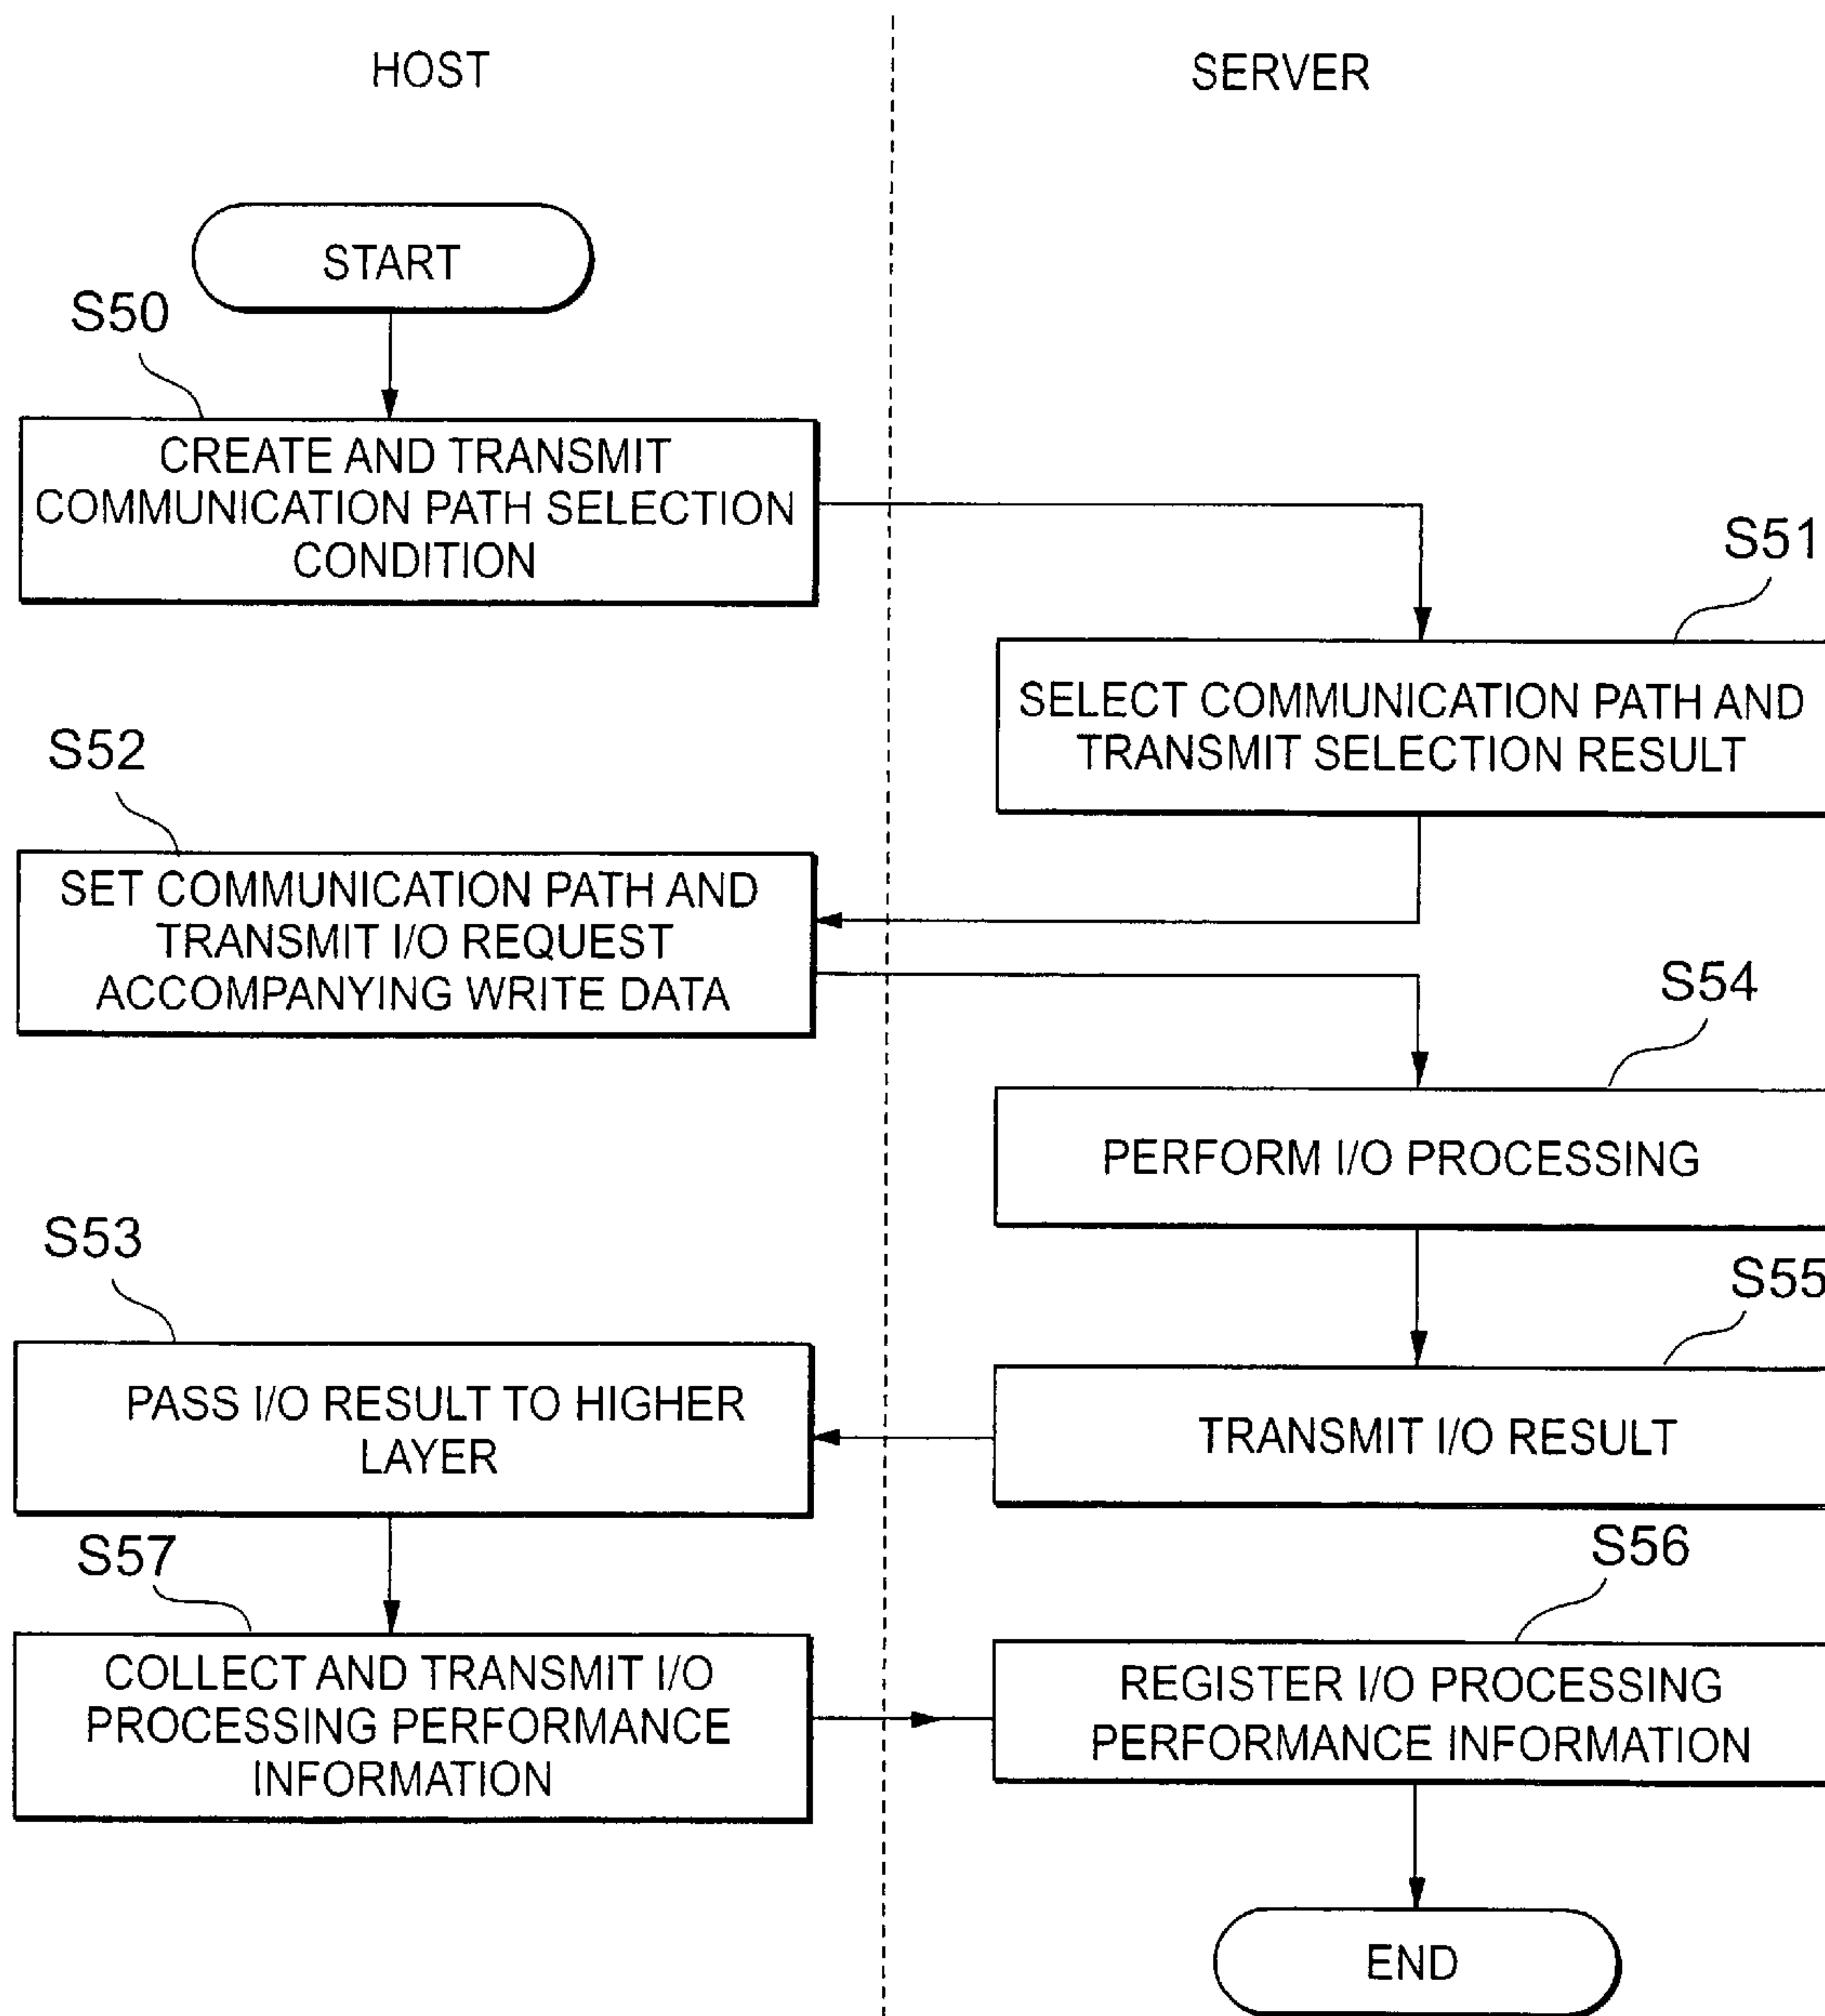 HOST
SERVER
START
S50
CREATE AND TRANSMIT
COMMUNICATION PATH SELECTION
CONDITION
S51
SELECT COMMUNICATION PATH AND
TRANSMIT SELECTION RESULT
S52
SET COMMUNICATION PATH AND
TRANSMIT I/O REQUEST
ACCOMPANYING WRITE DATA
S54
PERFORM I/O PROCESSING
S53
S55
PASS I/O RESULT TO HIGHER
LAYER
TRANSMIT I/O RESULT
S57
S56
COLLECT AND TRANSMIT I/O
PROCESSING PERFORMANCE
INFORMATION
REGISTER I/O PROCESSING
PERFORMANCE INFORMATION
END